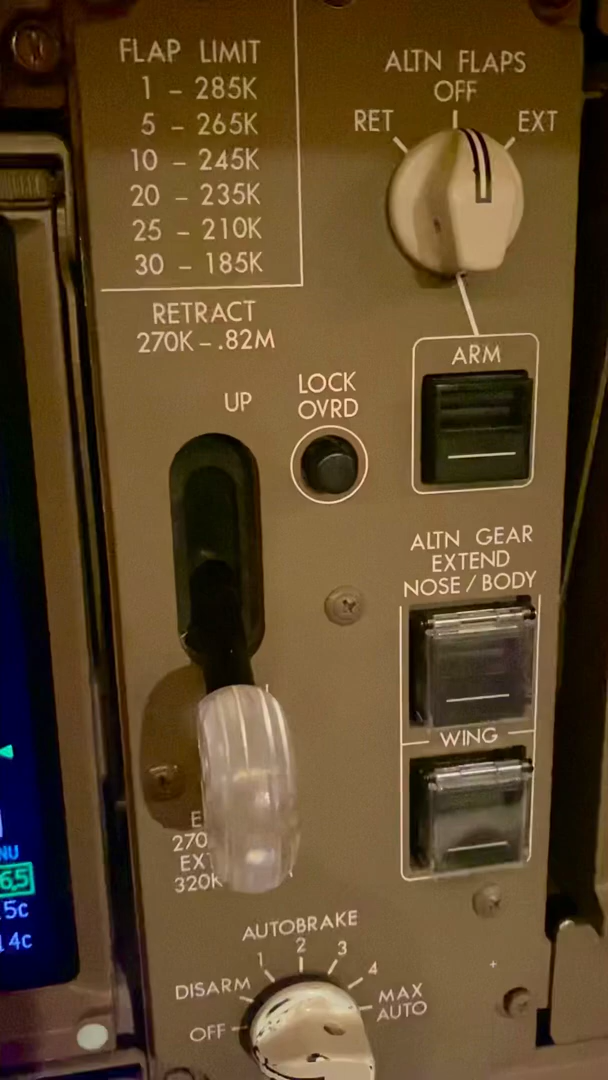 FLAP LIMIT
1 – 285K
5 – 265K
10 – 245K
20 – 235K
25 – 210K
30 – 185K
RETRACT
270K – .82M
ALTN FLAPS
OFF
RET
EXT
ARM
LOCK
OVRD
UP
ALTN GEAR
EXTEND
NOSE / BODY
WING
270
320K
AUTOBRAKE
DISARM
1
2
3
4
MAX
AUTO
OFF